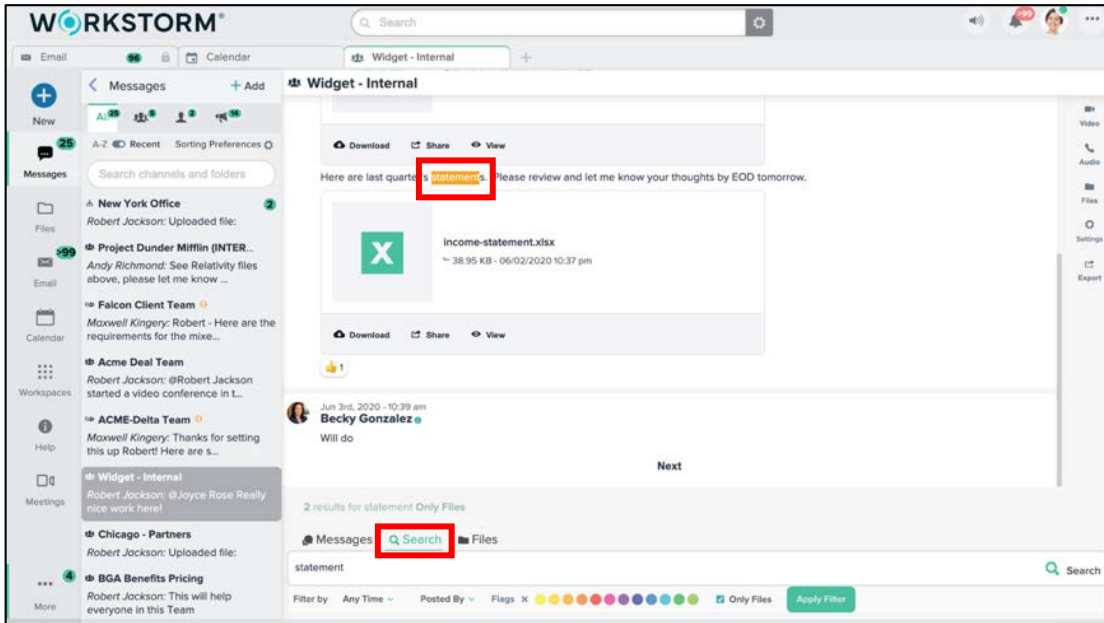 WORKSTORM®
Search
>99
Email 96
Calendar
Widget - Internal
New
Messages 25
Files
Email >99
Calendar
Workspaces
Help
Meetings
More 4
Messages
+ Add
All 25
5
2
14
A-Z Recent Sorting Preferences
Search channels and folders
New York Office 2
Robert Jackson: Uploaded file:
Project Dunder Mifflin (INTER...
Andy Richmond: See Relativity files
above, please let me know ...
Falcon Client Team
Maxwell Kingery: Robert - Here are the
requirements for the mixe...
Acme Deal Team
Robert Jackson: @Robert Jackson
started a video conference in t...
ACME-Delta Team
Maxwell Kingery: Thanks for setting
this up Robert! Here are s...
Widget - Internal
Robert Jackson: @Joyce Rose Really
nice work here!
Chicago - Partners
Robert Jackson: Uploaded file:
BGA Benefits Pricing
Robert Jackson: This will help
everyone in this Team
Widget - Internal
Download Share View
Here are last quarter's statements. Please review and let me know your thoughts by EOD tomorrow.
X
income-statement.xlsx
38.95 KB - 06/02/2020 10:37 pm
Download Share View
1
Jun 3rd, 2020 - 10:39 am
Becky Gonzalez
Will do
Next
2 results for statement Only Files
Messages Search Files
statement
Search
Filter by Any Time Posted By Flags X Only Files Apply Filter
Video
Audio
Files
Settings
Export